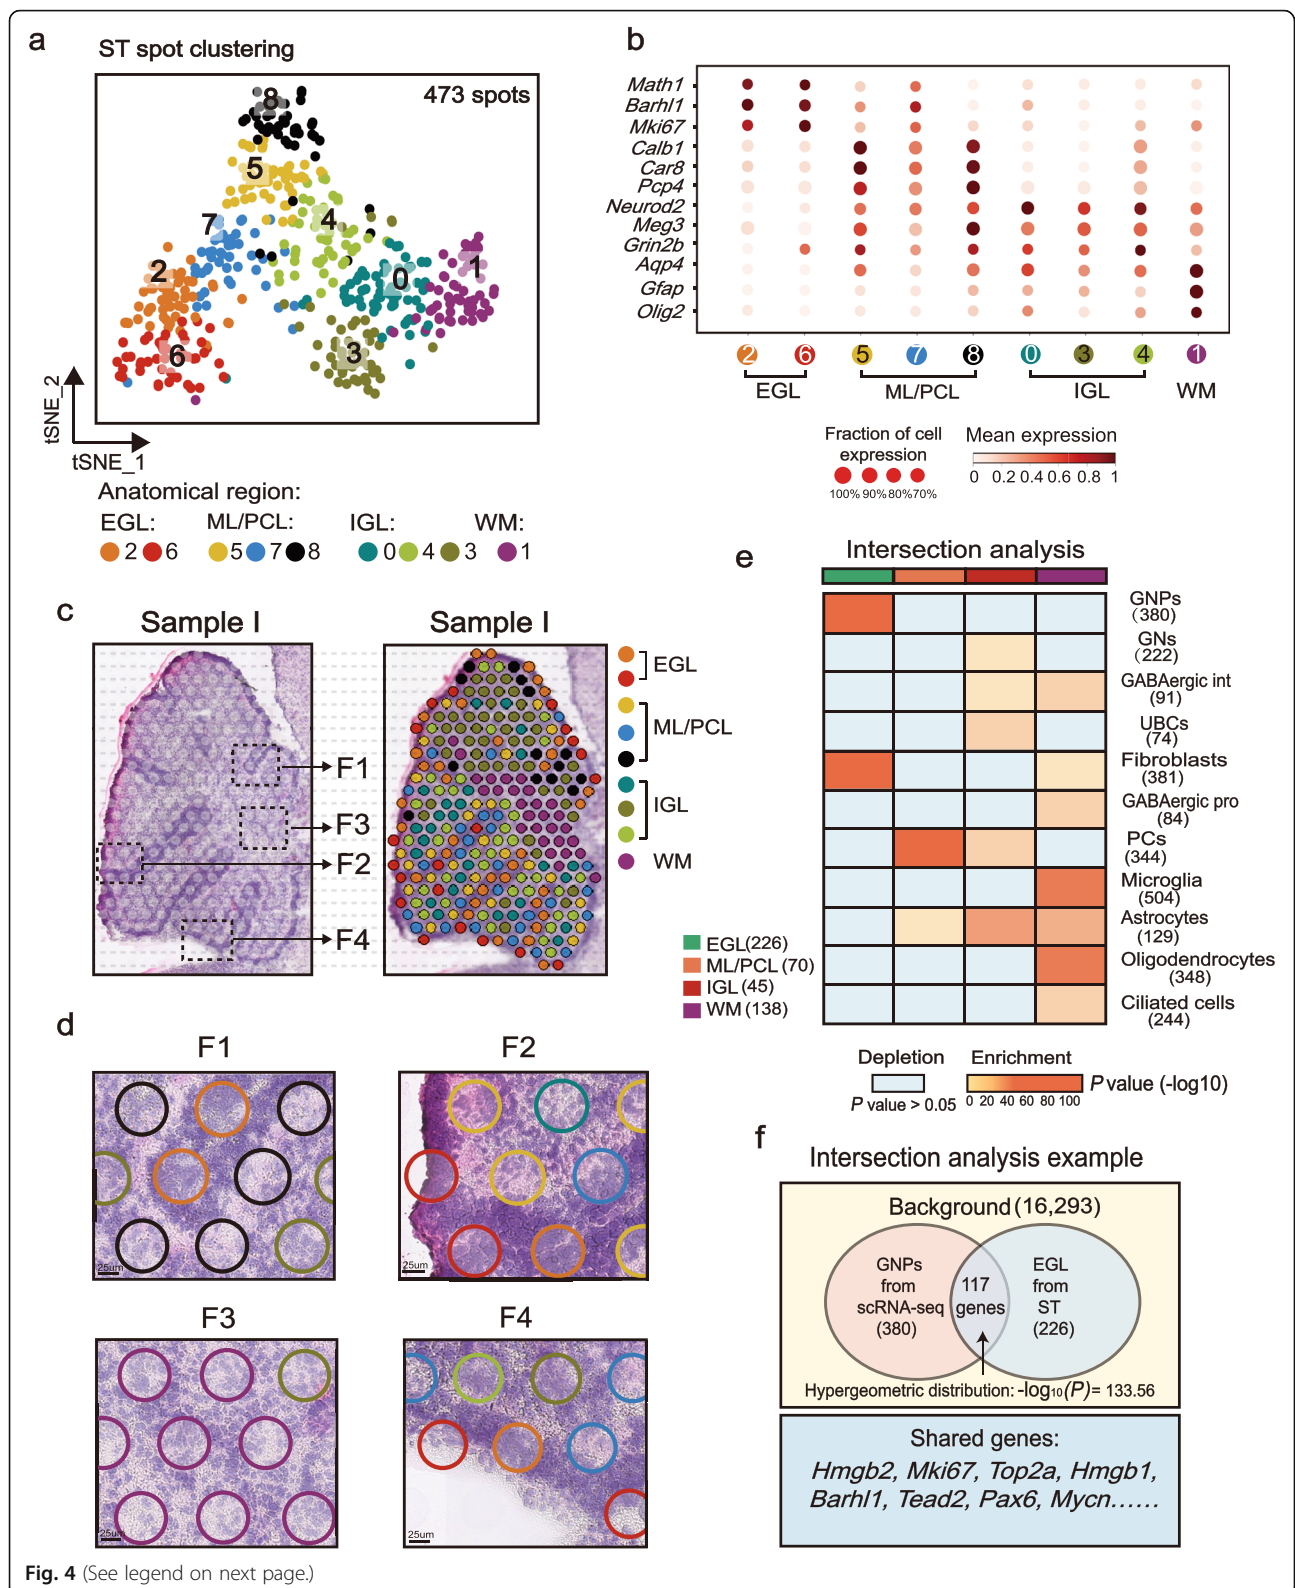 a
ST spot clustering
473 spots
8
5
7
4
2
0
1
6
3
tSNE_2
tSNE_1
Anatomical region:
EGL: ML/PCL: IGL: WM:
2 6 5 7 8 0 4 3 1
b
Math1
Barhl1
Mki67
Calb1
Car8
Pcp4
Neurod2
Meg3
Grin2b
Aqp4
Gfap
Olig2
2 6 5 7 8 0 3 4 1
EGL ML/PCL IGL WM
Fraction of cell
expression
100% 90% 80% 70%
Mean expression
0 0.2 0.4 0.6 0.8 1
c
Sample I
Sample I
F1
F3
F2
F4
EGL
ML/PCL
IGL
WM
d
F1
25um
F2
25um
F3
25um
F4
25um
e
Intersection analysis
GNPs
(380)
GNs
(222)
GABAergic int
(91)
UBCs
(74)
Fibroblasts
(381)
GABAergic pro
(84)
PCs
(344)
Microglia
(504)
Astrocytes
(129)
Oligodendrocytes
(348)
Ciliated cells
(244)
EGL(226)
ML/PCL (70)
IGL (45)
WM (138)
Depletion
P value > 0.05
Enrichment
0 20 40 60 80 100
P value (-log10)
f
Intersection analysis example
Background (16,293)
GNPs
from
scRNA-seq
(380)
117
genes
EGL
from
ST
(226)
Hypergeometric distribution: -log10(P)= 133.56
Shared genes:
Hmgb2, Mki67, Top2a, Hmgb1,
Barhl1, Tead2, Pax6, Mycn......
Fig. 4 (See legend on next page.)